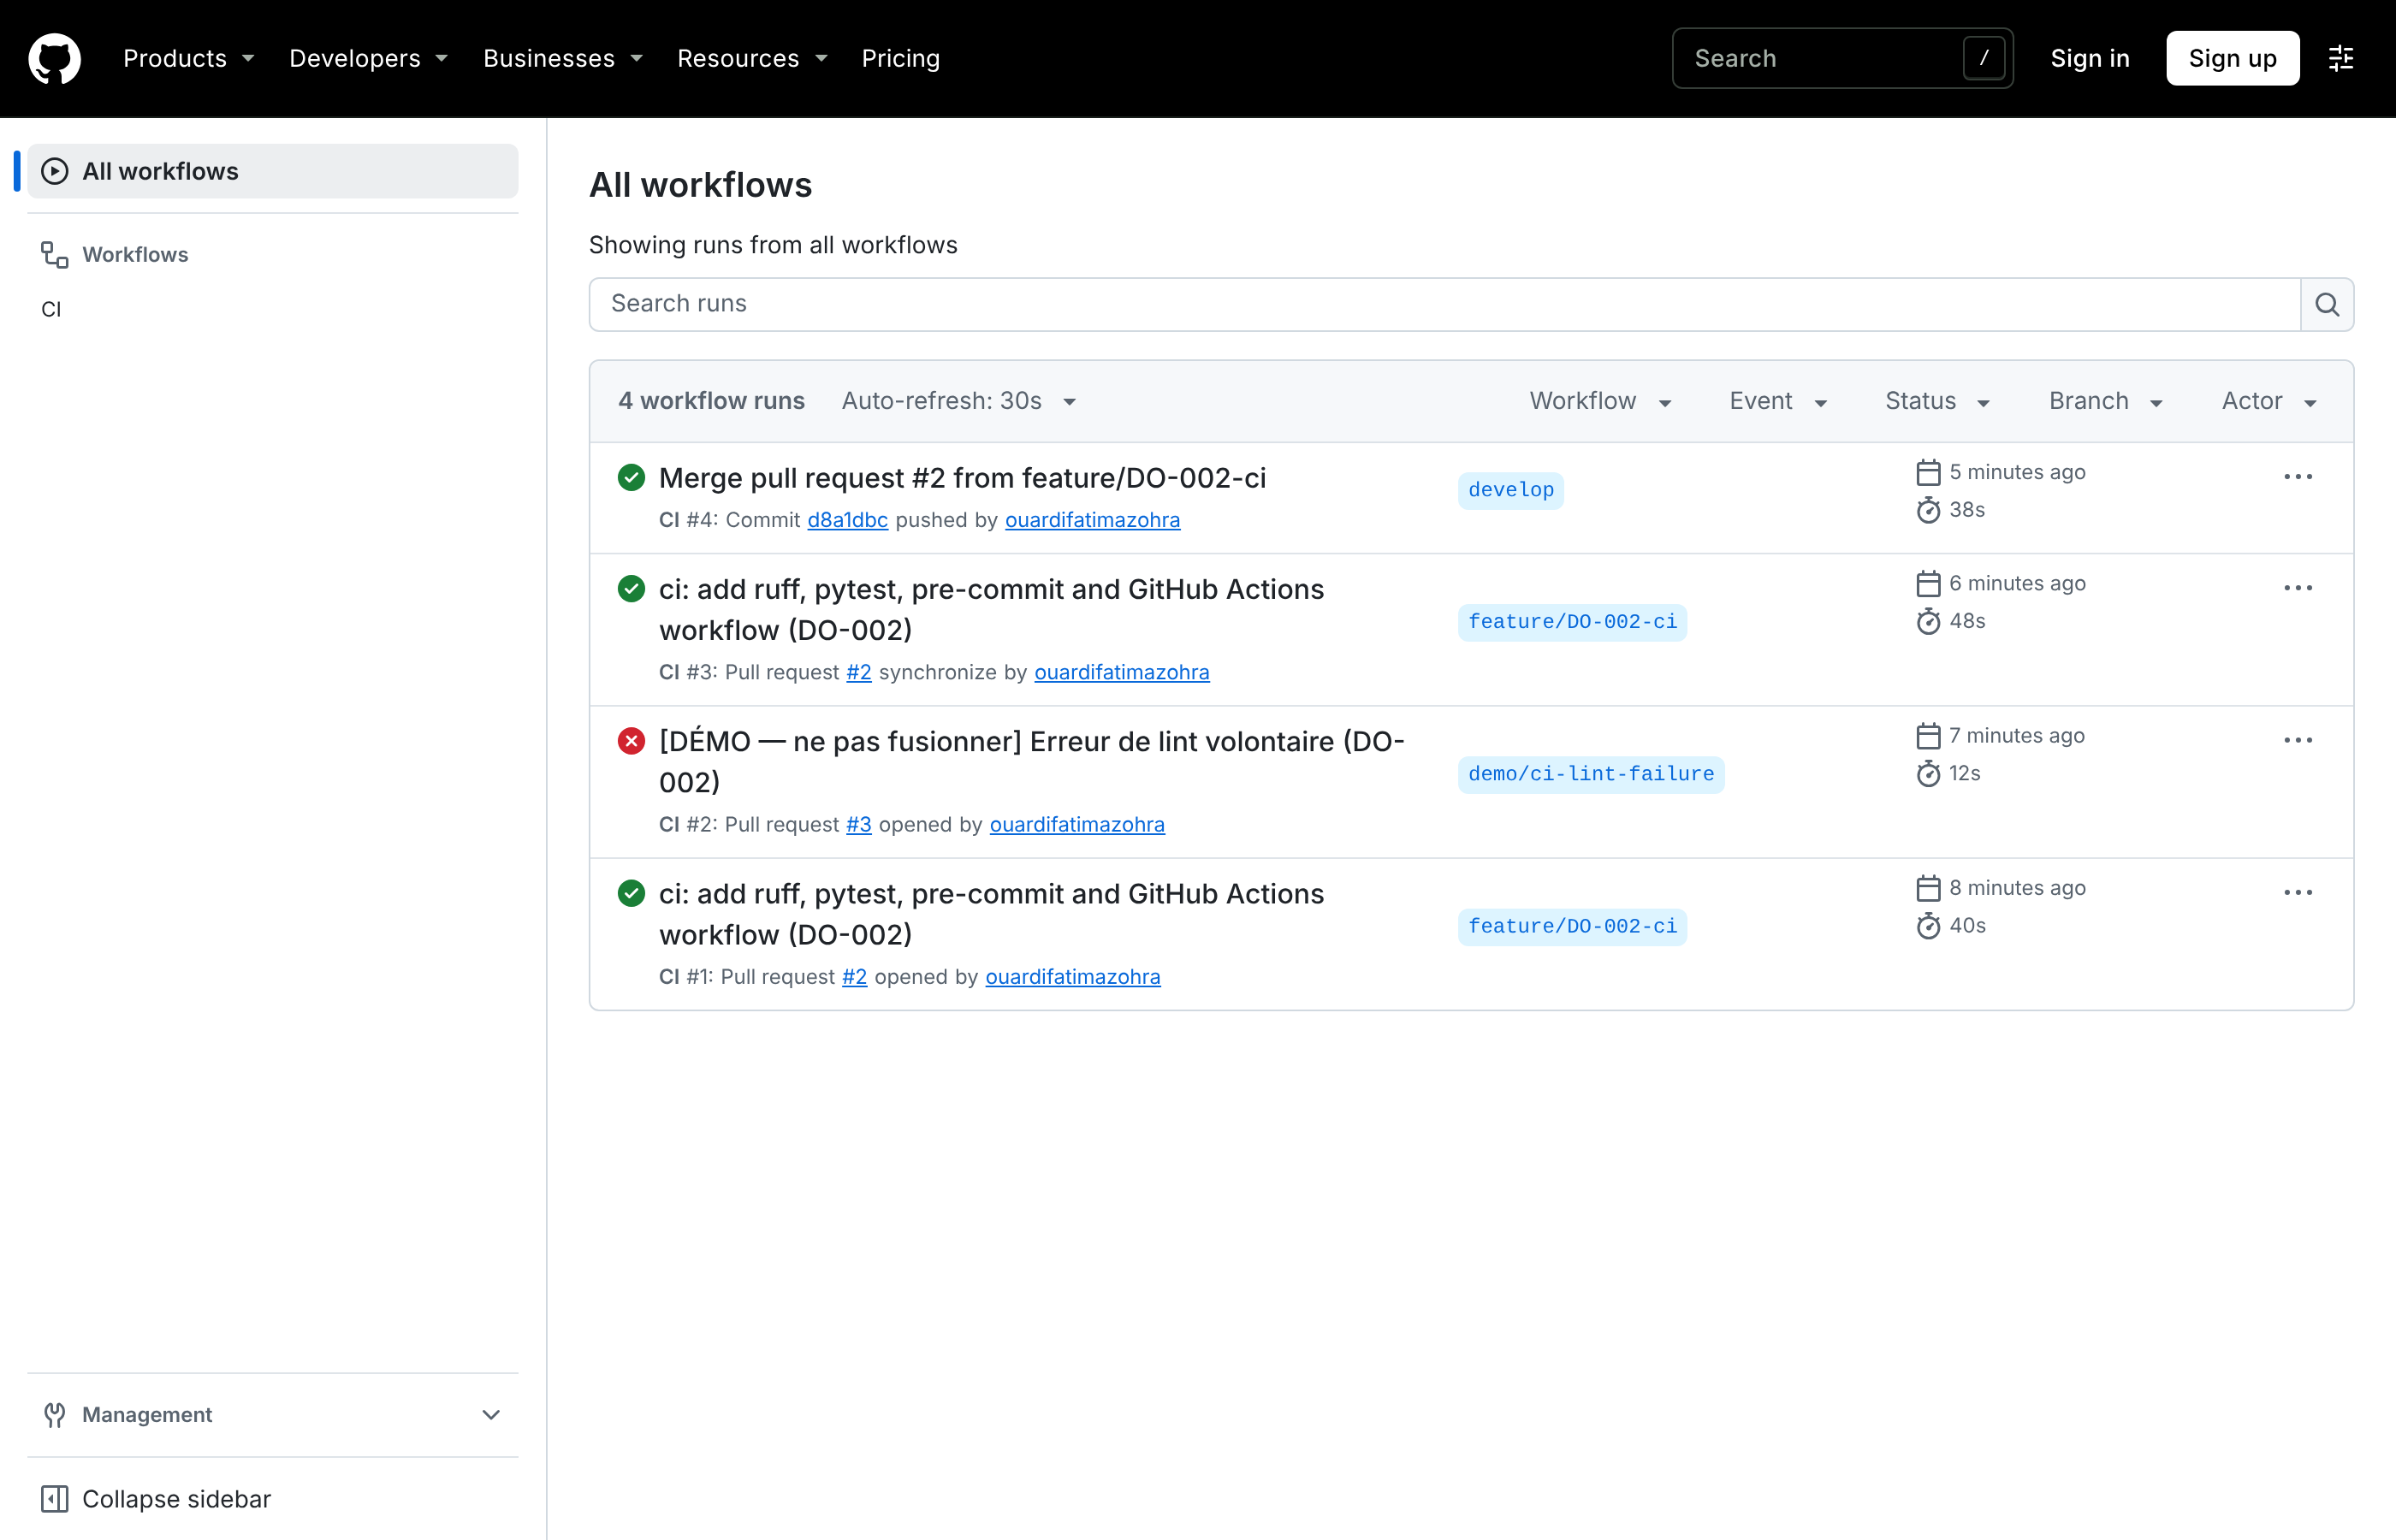 Products Developers Businesses Resources Pricing Search / Sign in Sign up
All workflows
Workflows
CI
Management
Collapse sidebar
All workflows
Showing runs from all workflows
Search runs
4 workflow runs Auto-refresh: 30s Workflow Event Status Branch Actor
Merge pull request #2 from feature/DO-002-ci
CI #4: Commit d8a1dbc pushed by ouardifatimazohra
develop
5 minutes ago
38s
ci: add ruff, pytest, pre-commit and GitHub Actions
workflow (DO-002)
CI #3: Pull request #2 synchronize by ouardifatimazohra
feature/DO-002-ci
6 minutes ago
48s
[DÉMO — ne pas fusionner] Erreur de lint volontaire (DO-
002)
CI #2: Pull request #3 opened by ouardifatimazohra
demo/ci-lint-failure
7 minutes ago
12s
ci: add ruff, pytest, pre-commit and GitHub Actions
workflow (DO-002)
CI #1: Pull request #2 opened by ouardifatimazohra
feature/DO-002-ci
8 minutes ago
40s